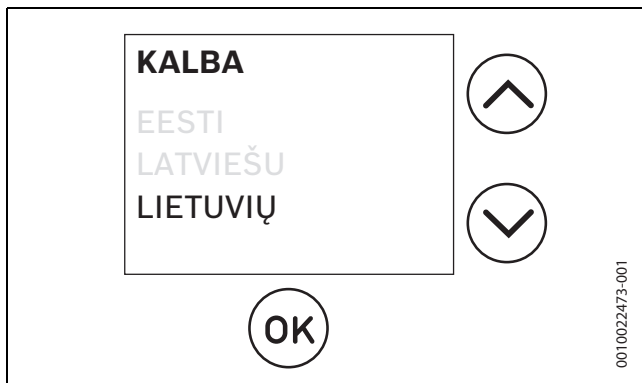 KALBA
EESTI
LATVIEŠU
LIETUVIŲ
OK
0010022473-001